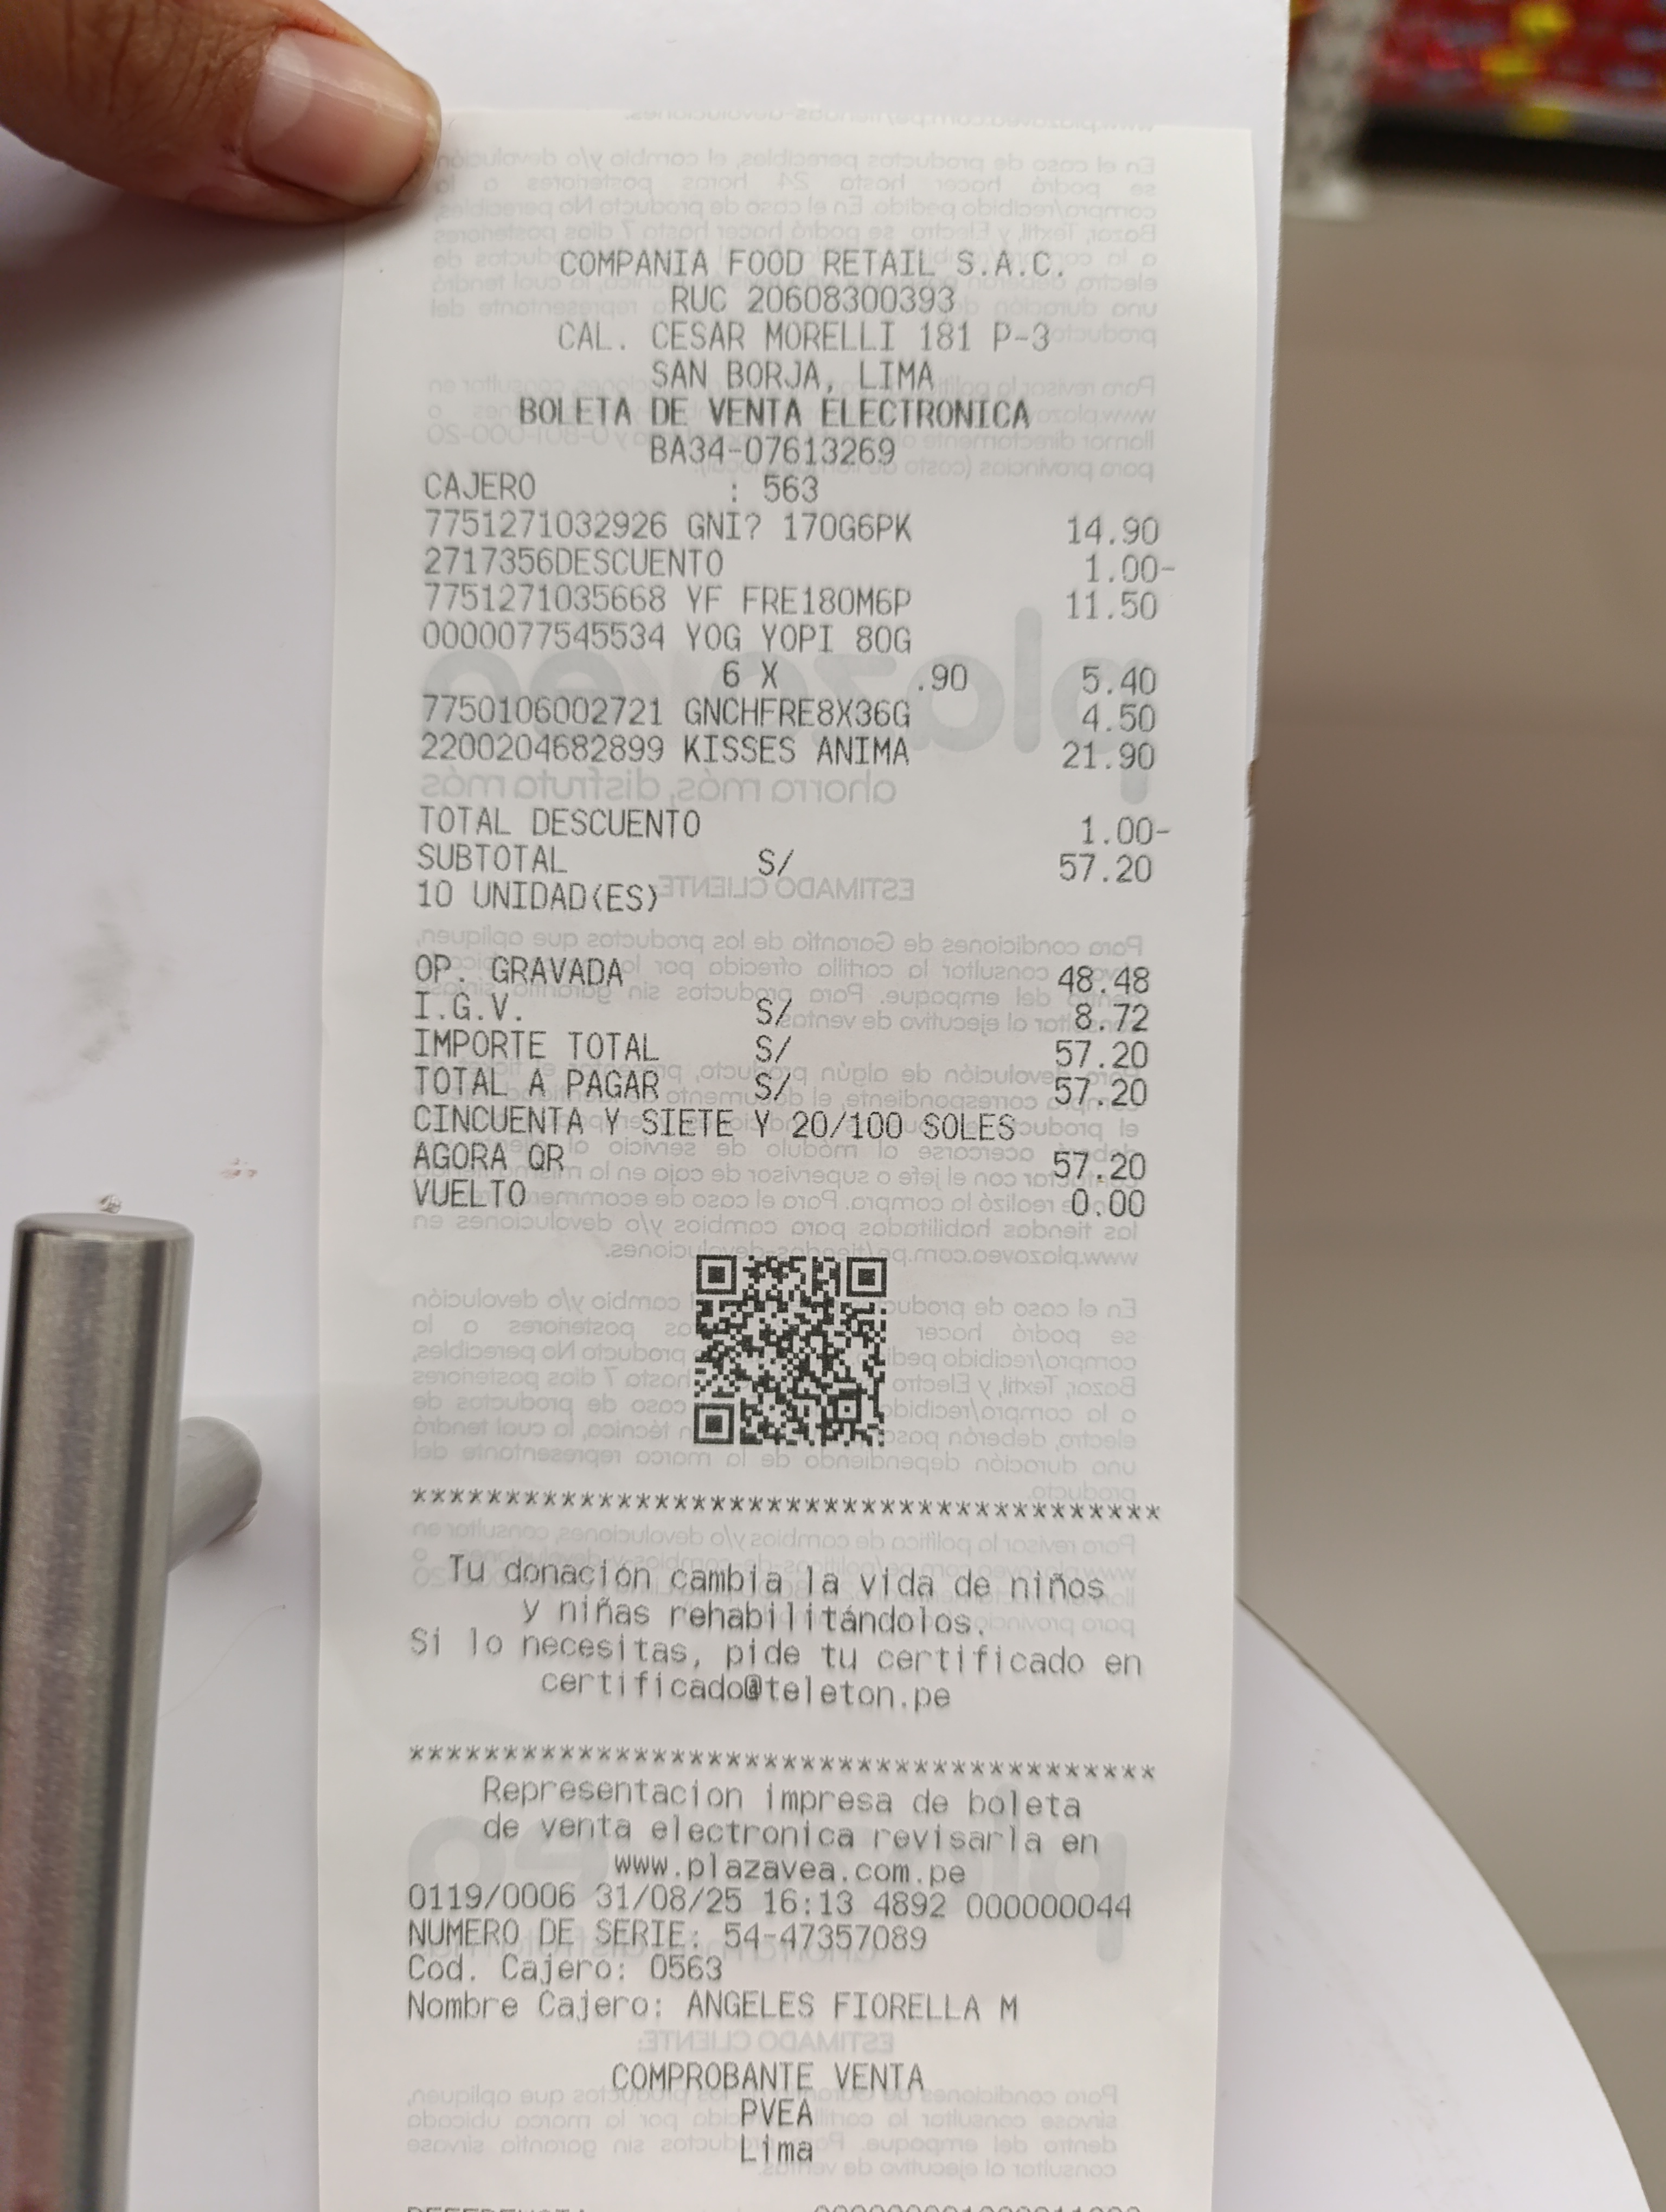 COMPANIA FOOD RETAIL S.A.C.
RUC 20608300393
CAL. CESAR MORELLI 181 P-3
SAN BORJA, LIMA
BOLETA DE VENTA ELECTRONICA
BA34-07613269
CAJERO : 563
7751271032926 GNI? 170G6PK 14.90
2717356DESCUENTO 1.00-
7751271035668 YF FRE180M6P 11.50
0000077545534 YOG YOPI 80G
6 X .90 5.40
7750106002721 GNCHFRE8X36G 4.50
2200204682899 KISSES ANIMA 21.90
TOTAL DESCUENTO 1.00-
SUBTOTAL S/ 57.20
10 UNIDAD(ES)
OP. GRAVADA 48.48
I.G.V. S/ 8.72
IMPORTE TOTAL S/ 57.20
TOTAL A PAGAR S/ 57.20
CINCUENTA Y SIETE Y 20/100 SOLES
AGORA QR 57.20
VUELTO 0.00
****************************************
Tu donación cambia la vida de niños
y niñas rehabilitándolos.
Si lo necesitas, pide tu certificado en
certificado@teleton.pe
****************************************
Representacion impresa de boleta
de venta electronica revisarla en
www.plazavea.com.pe
0119/0006 31/08/25 16:13 4892 000000044
NUMERO DE SERIE: 54-47357089
Cod. Cajero: 0563
Nombre Cajero: ANGELES FIORELLA M
COMPROBANTE VENTA
PVEA
Lima